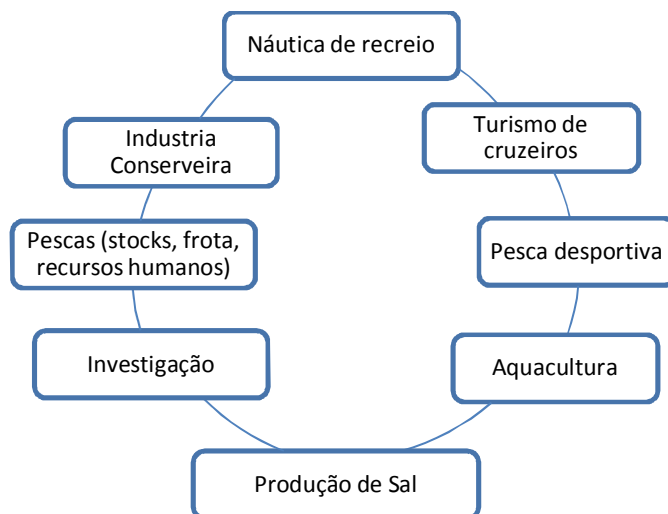 Náutica de recreio
Industria
Conserveira
Turismo de
cruzeiros
Pescas (stocks, frota,
recursos humanos)
Pesca desportiva
Investigação
Aquacultura
Produção de Sal